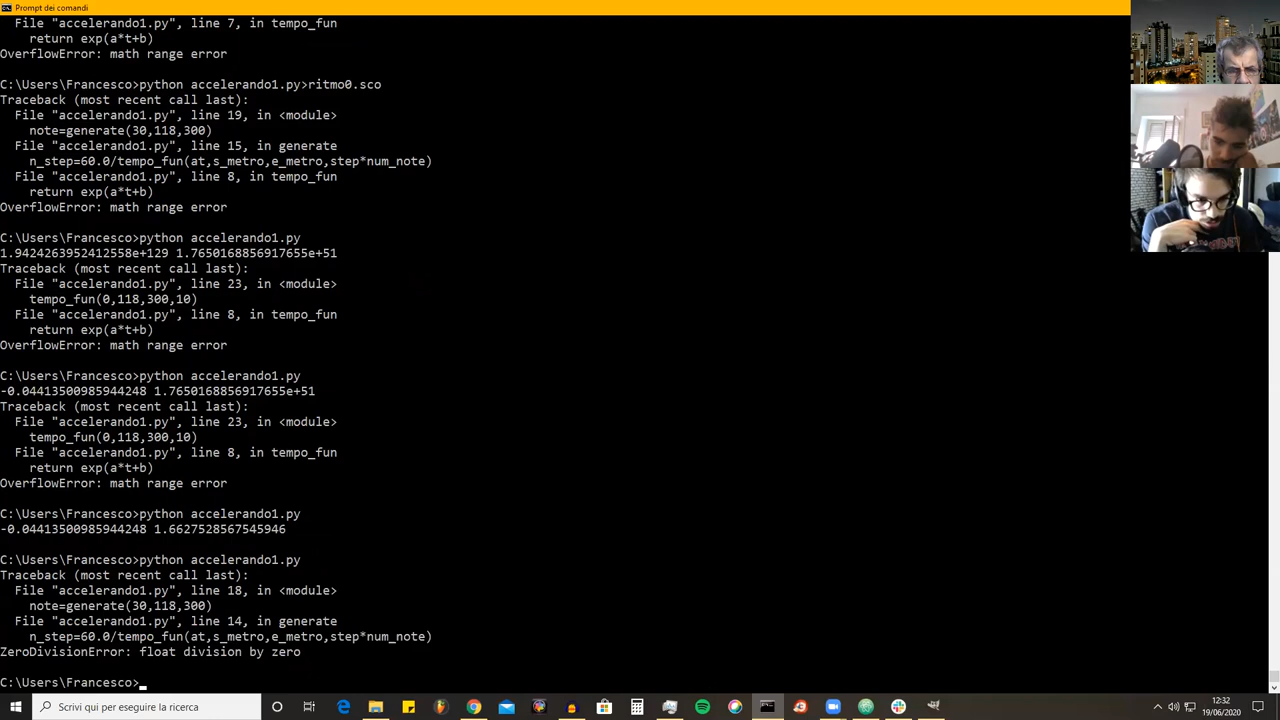 Prompt dei comandi
File "accelerando1.py", line 7, in tempo_fun
return exp(a*t+b)
OverflowError: math range error
C:\Users\Francesco>python accelerando1.py>ritmo0.sco
Traceback (most recent call last):
File "accelerando1.py", line 19, in <module>
note=generate(30,118,300)
File "accelerando1.py", line 15, in generate
n_step=60.0/tempo_fun(at,s_metro,e_metro,step*num_note)
File "accelerando1.py", line 8, in tempo_fun
return exp(a*t+b)
OverflowError: math range error
C:\Users\Francesco>python accelerando1.py
1.9424263952412558e+129 1.7650168856917655e+51
Traceback (most recent call last):
File "accelerando1.py", line 23, in <module>
tempo_fun(0,118,300,10)
File "accelerando1.py", line 8, in tempo_fun
return exp(a*t+b)
OverflowError: math range error
C:\Users\Francesco>python accelerando1.py
-0.04413500985944248 1.7650168856917655e+51
Traceback (most recent call last):
File "accelerando1.py", line 23, in <module>
tempo_fun(0,118,300,10)
File "accelerando1.py", line 8, in tempo_fun
return exp(a*t+b)
OverflowError: math range error
C:\Users\Francesco>python accelerando1.py
-0.04413500985944248 1.6627528567545946
C:\Users\Francesco>python accelerando1.py
Traceback (most recent call last):
File "accelerando1.py", line 18, in <module>
note=generate(30,118,300)
File "accelerando1.py", line 14, in generate
n_step=60.0/tempo_fun(at,s_metro,e_metro,step*num_note)
ZeroDivisionError: float division by zero
C:\Users\Francesco>
Scrivi qui per eseguire la ricerca
12:32
19/06/2020